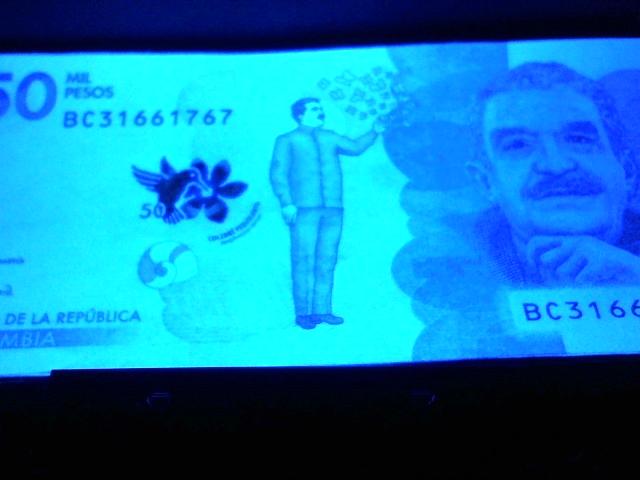 50
MIL
PESOS
BC31661767
50
DE LA REPÚBLICA
MBIA
BC3166